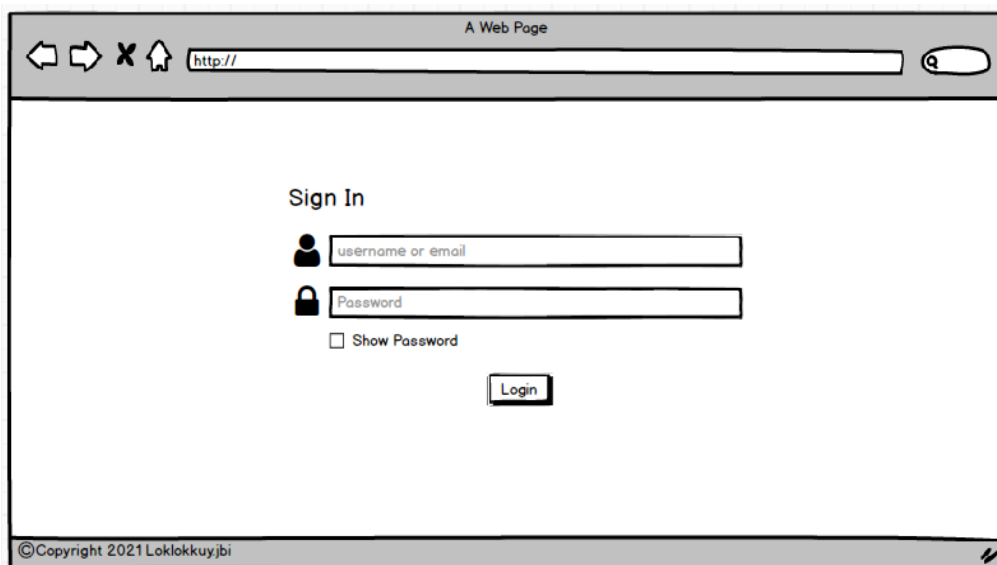 A Web Page
http://
Sign In
username or email
Password
Show Password
Login
©Copyright 2021 Loklokkuy.jbi